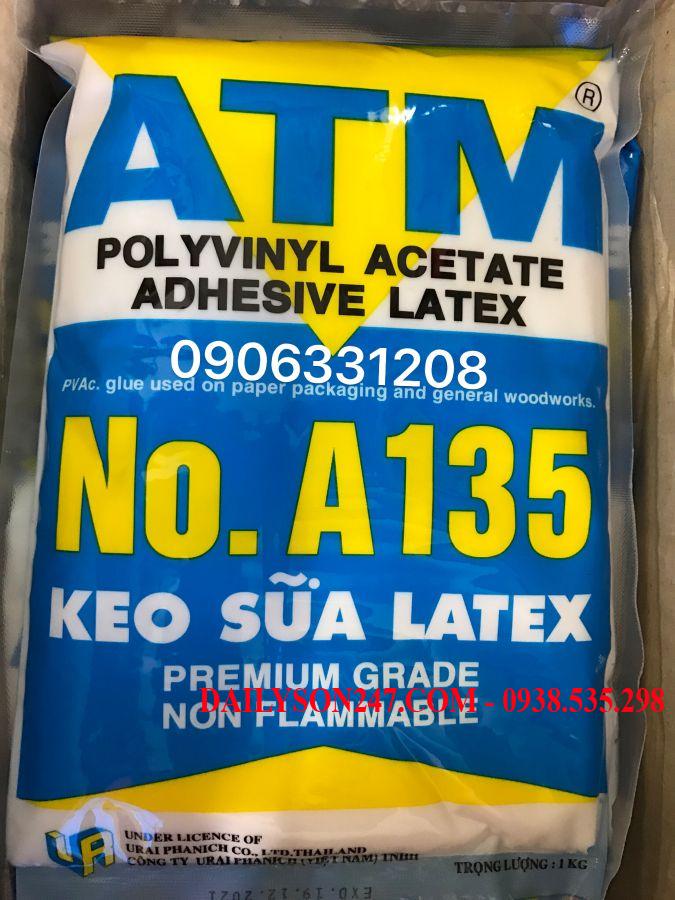 ATM®
POLYVINYL ACETATE
ADHESIVE LATEX
0906331208
PVAc. glue used on paper packaging and general woodworks.
No. A135
KEO SỮA LATEX
PREMIUM GRADE
DAILYSON247.COM - 0938.535.298
NON FLAMMABLE
UNDER LICENCE OF
URAI PHANICH CO., LTD, THAILAND
CÔNG TY URAI PHANICH (VIỆT NAM) TNHH
TRỌNG LƯỢNG : 1 KG
EXD. 19.12.2021